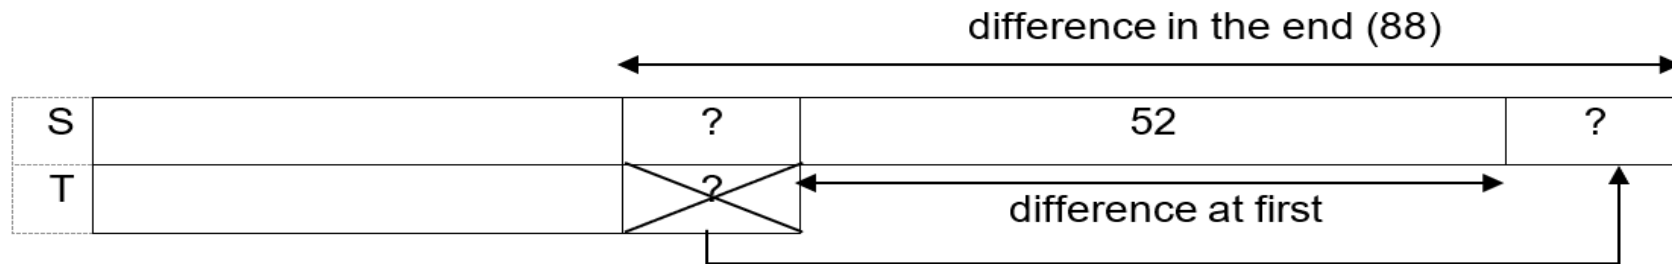 difference in the end (88)
S ? 52 ?
T ?
difference at first